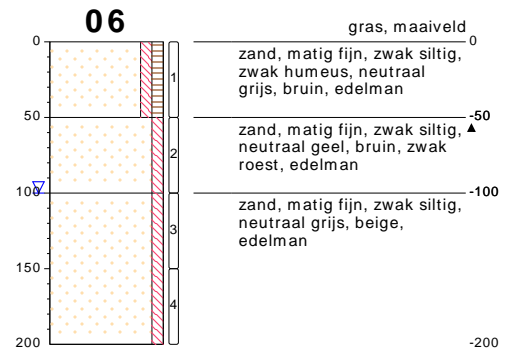 06
gras, maaiveld
0
0
zand, matig fijn, zwak siltig,
zwak humeus, neutraal
grijs, bruin, edelman
1
50
-50
zand, matig fijn, zwak siltig,
neutraal geel, bruin, zwak
roest, edelman
2
100
-100
zand, matig fijn, zwak siltig,
neutraal grijs, beige,
edelman
3
150
4
200
-200